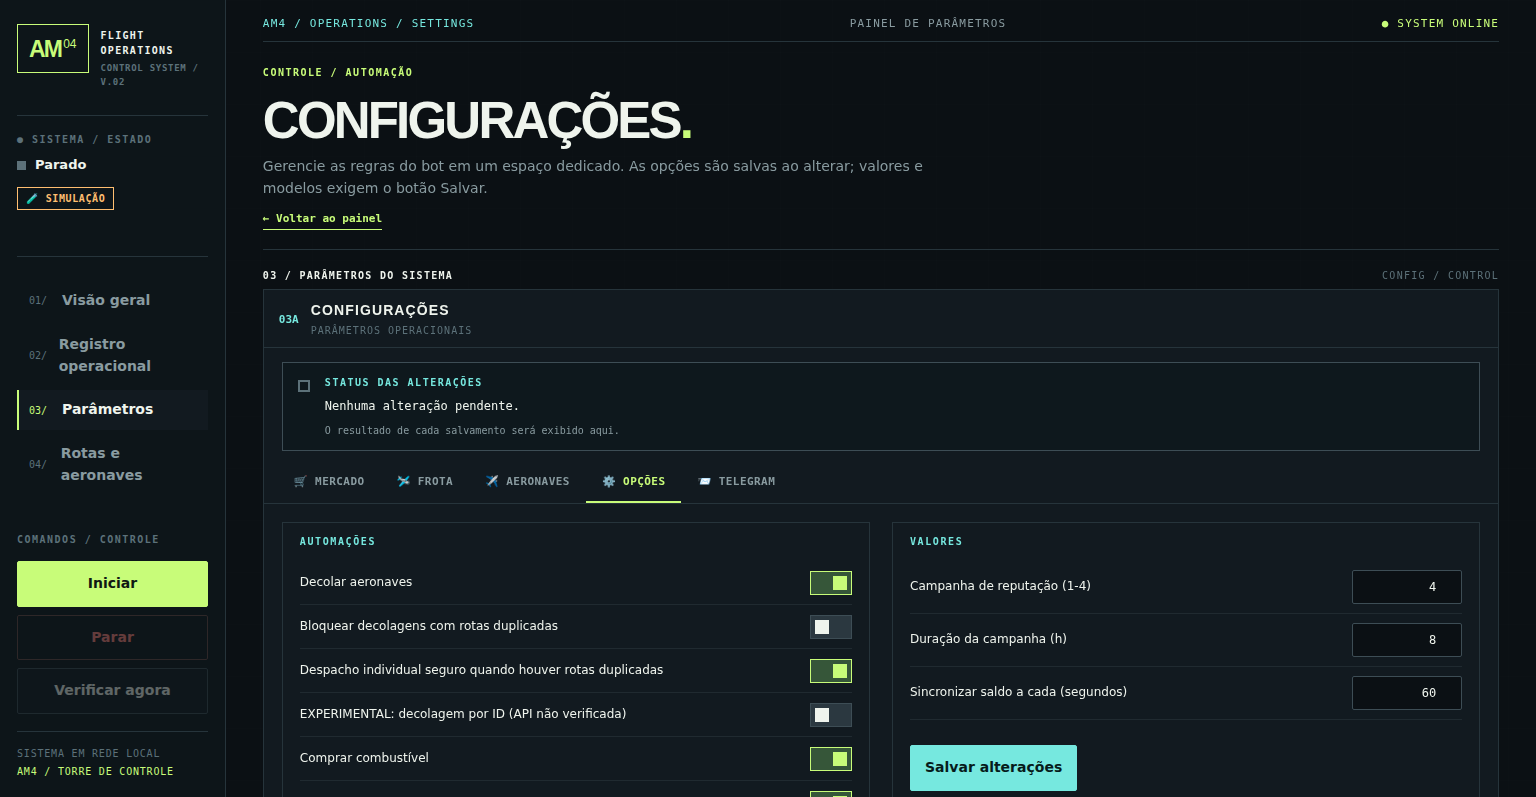 AM04
FLIGHT
OPERATIONS
CONTROL SYSTEM /
V.02
● SISTEMA / ESTADO
Parado
SIMULAÇÃO
01/ Visão geral
02/ Registro
operacional
03/ Parâmetros
04/ Rotas e
aeronaves
COMANDOS / CONTROLE
Iniciar
Parar
Verificar agora
SISTEMA EM REDE LOCAL
AM4 / TORRE DE CONTROLE
AM4 / OPERATIONS / SETTINGS
PAINEL DE PARÂMETROS
● SYSTEM ONLINE
CONTROLE / AUTOMAÇÃO
CONFIGURAÇÕES.
Gerencie as regras do bot em um espaço dedicado. As opções são salvas ao alterar; valores e
modelos exigem o botão Salvar.
← Voltar ao painel
03 / PARÂMETROS DO SISTEMA
CONFIG / CONTROL
03A
CONFIGURAÇÕES
PARÂMETROS OPERACIONAIS
STATUS DAS ALTERAÇÕES
Nenhuma alteração pendente.
O resultado de cada salvamento será exibido aqui.
MERCADO
FROTA
AERONAVES
OPÇÕES
TELEGRAM
AUTOMAÇÕES
Decolar aeronaves
Bloquear decolagens com rotas duplicadas
Despacho individual seguro quando houver rotas duplicadas
EXPERIMENTAL: decolagem por ID (API não verificada)
Comprar combustível
VALORES
Campanha de reputação (1-4) 4
Duração da campanha (h) 8
Sincronizar saldo a cada (segundos) 60
Salvar alterações